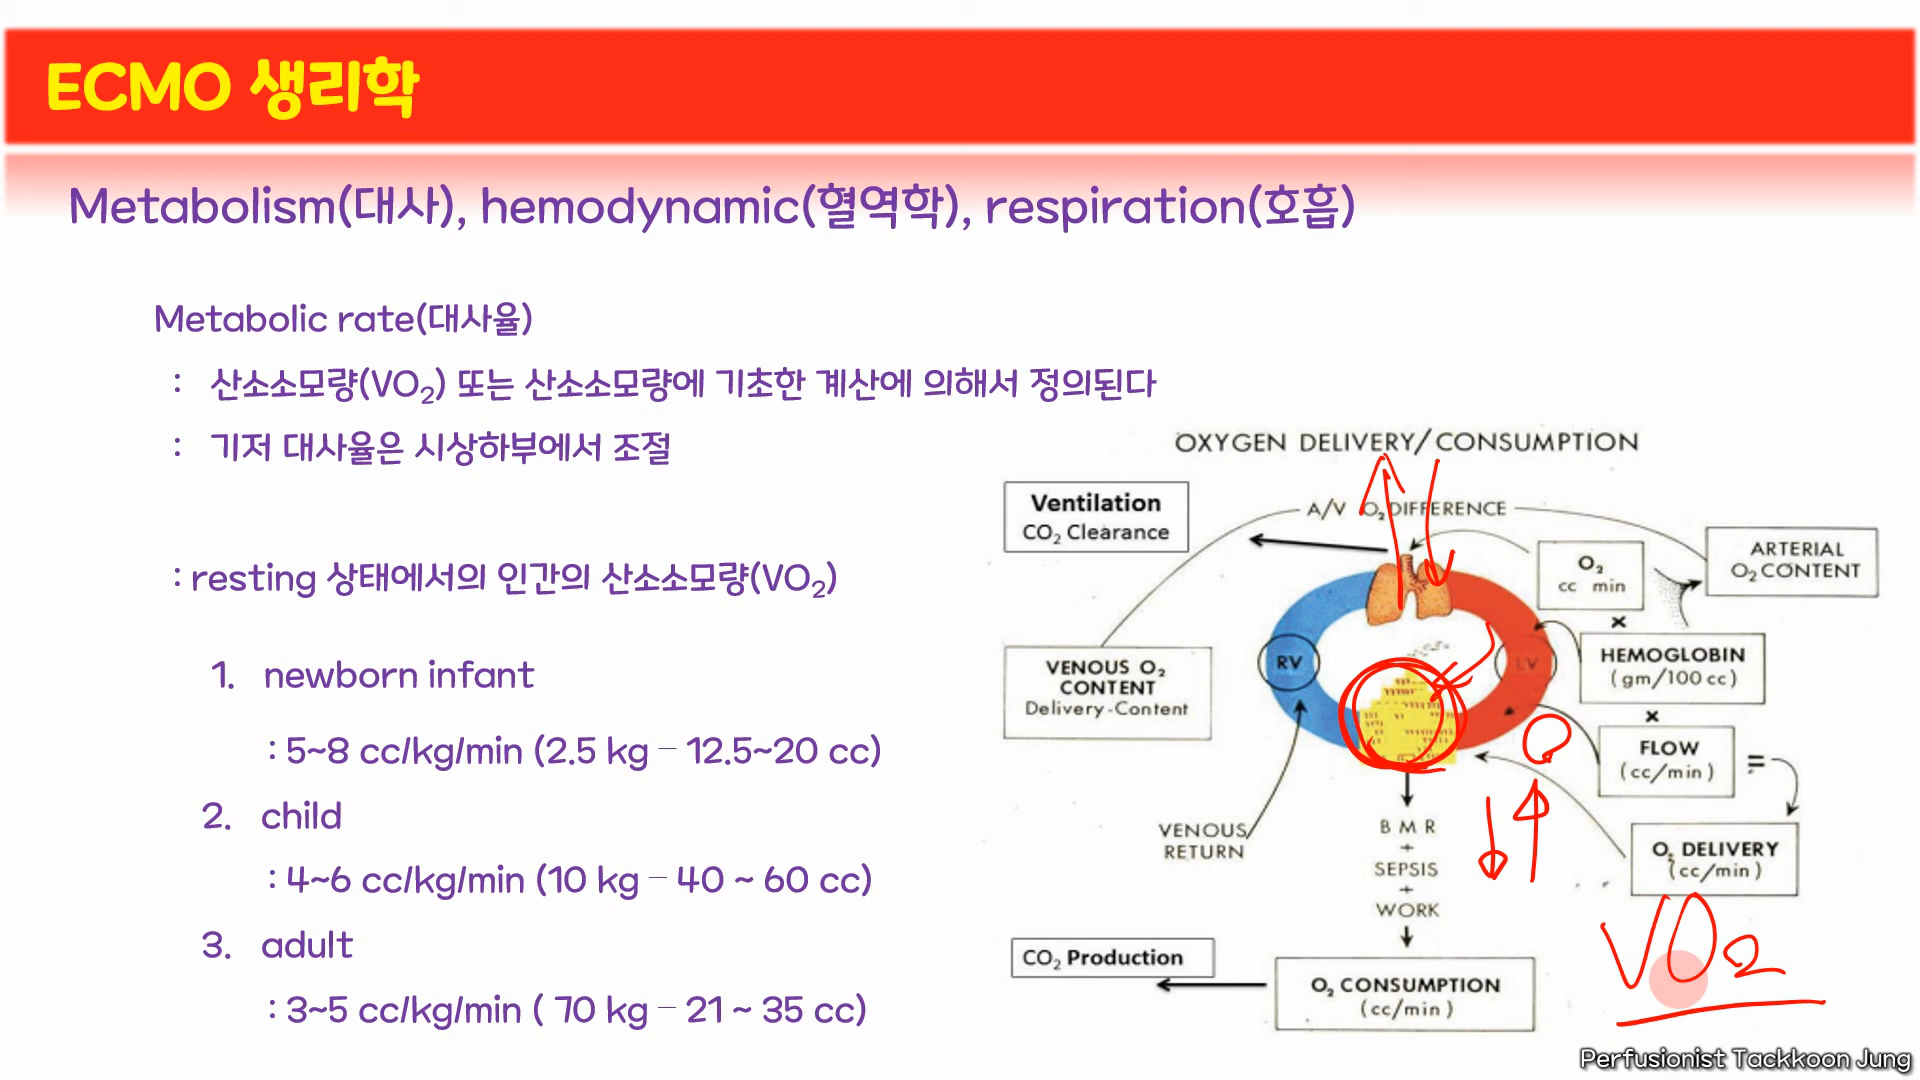 ECMO 생리학
Metabolism(대사), hemodynamic(혈역학), respiration(호흡)
Metabolic rate(대사율)
: 산소소모량(VO₂) 또는 산소소모량에 기초한 계산에 의해서 정의된다
: 기저 대사율은 시상하부에서 조절
: resting 상태에서의 인간의 산소소모량(VO₂)
1. newborn infant
: 5~8 cc/kg/min (2.5 kg – 12.5~20 cc)
2. child
: 4~6 cc/kg/min (10 kg – 40 ~ 60 cc)
3. adult
: 3~5 cc/kg/min ( 70 kg – 21 ~ 35 cc)
OXYGEN DELIVERY/CONSUMPTION
Ventilation
CO₂ Clearance
A/V O₂ DIFFERENCE
O₂
cc min
ARTERIAL
O₂ CONTENT
×
HEMOGLOBIN
(gm/100 cc)
×
FLOW
(cc/min)
=
O₂ DELIVERY
(cc/min)
RV
LV
VENOUS O₂
CONTENT
Delivery-Content
VENOUS
RETURN
BMR
+
SEPSIS
+
WORK
CO₂ Production
O₂ CONSUMPTION
(cc/min)
VO2
Perfusionist Tackkoon Jung